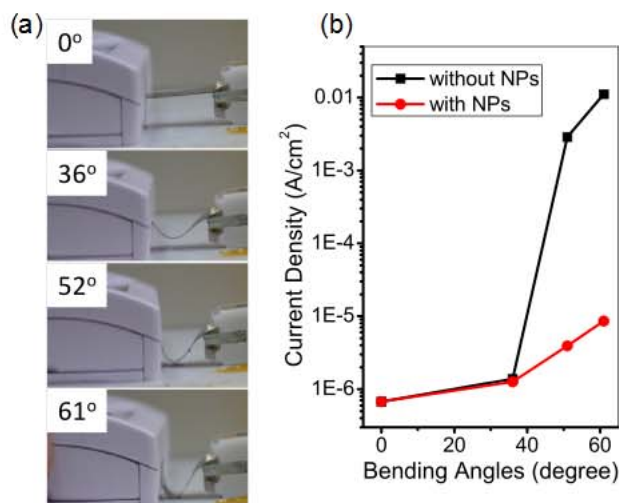 (a)
0°
36°
52°
61°
(b)
without NPs
with NPs
Current Density (A/cm²)
0.01
1E-3
1E-4
1E-5
1E-6
0
20
40
60
Bending Angles (degree)